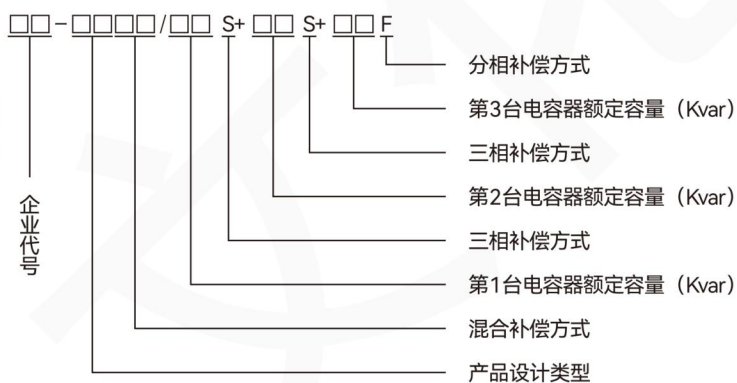 □□-□□□□/□□ S+ □□ S+ □□ F
分相补偿方式
第3台电容器额定容量（Kvar）
三相补偿方式
第2台电容器额定容量（Kvar）
三相补偿方式
第1台电容器额定容量（Kvar）
混合补偿方式
产品设计类型
企业代号